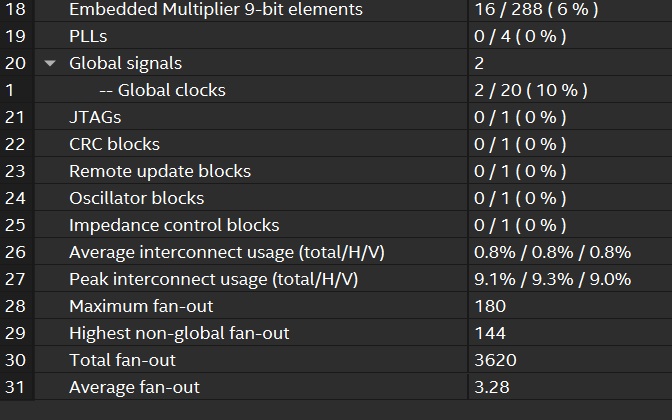 18 Embedded Multiplier 9-bit elements 16 / 288 ( 6 % )
19 PLLs 0 / 4 ( 0 % )
20 Global signals 2
1 -- Global clocks 2 / 20 ( 10 % )
21 JTAGs 0 / 1 ( 0 % )
22 CRC blocks 0 / 1 ( 0 % )
23 Remote update blocks 0 / 1 ( 0 % )
24 Oscillator blocks 0 / 1 ( 0 % )
25 Impedance control blocks 0 / 1 ( 0 % )
26 Average interconnect usage (total/H/V) 0.8% / 0.8% / 0.8%
27 Peak interconnect usage (total/H/V) 9.1% / 9.3% / 9.0%
28 Maximum fan-out 180
29 Highest non-global fan-out 144
30 Total fan-out 3620
31 Average fan-out 3.28